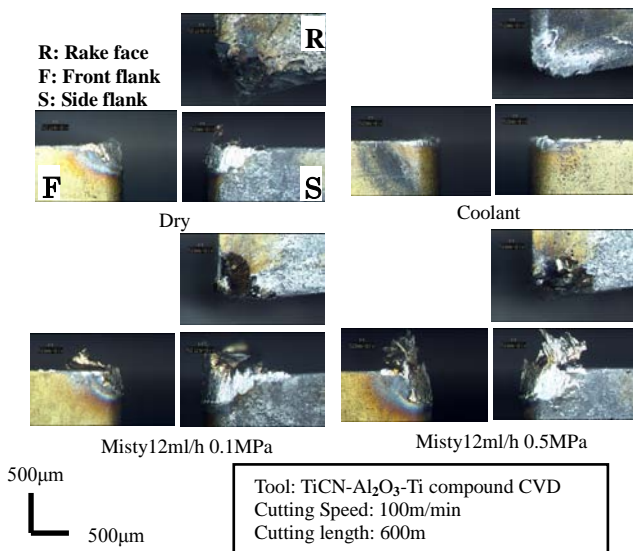 R: Rake face
F: Front flank
S: Side flank
R
F
S
Dry
Coolant
Misty12ml/h 0.1MPa
Misty12ml/h 0.5MPa
500μm
500μm
Tool: TiCN-Al₂O₃-Ti compound CVD
Cutting Speed: 100m/min
Cutting length: 600m